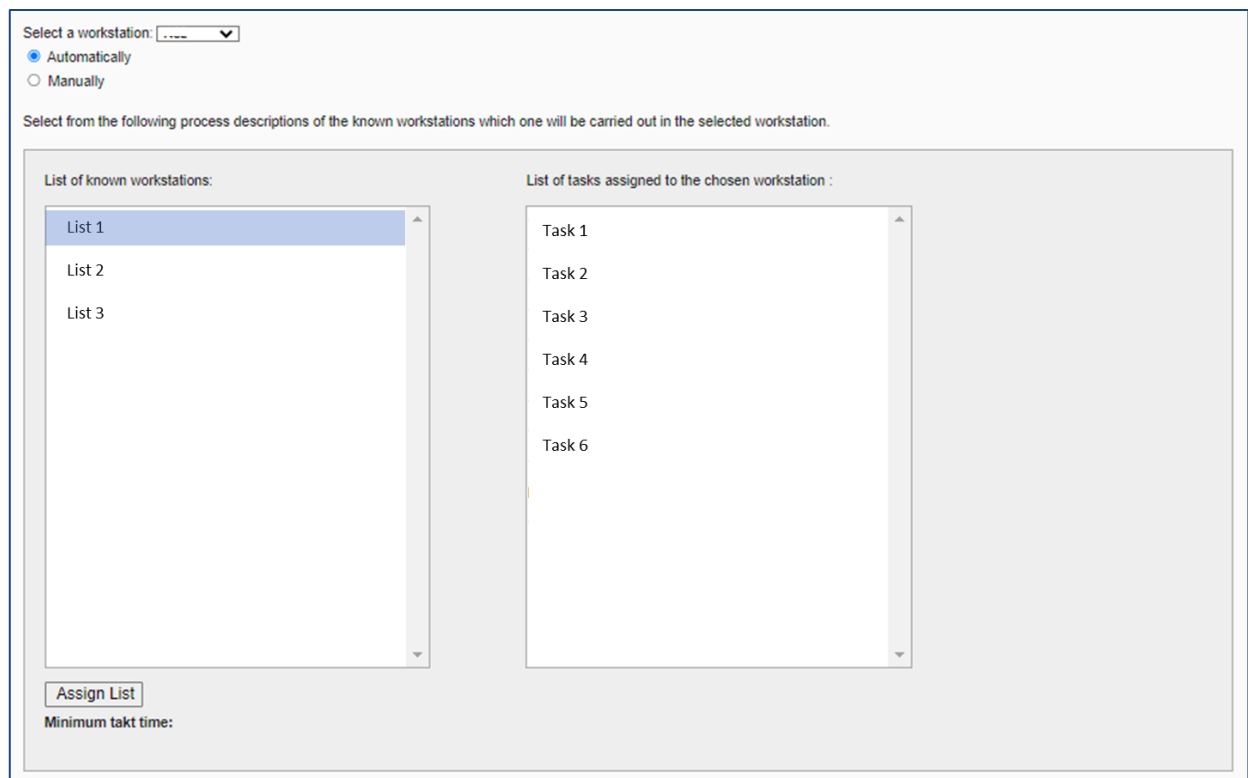 Select a workstation:
Automatically
Manually
Select from the following process descriptions of the known workstations which one will be carried out in the selected workstation.
List of known workstations:
List 1
List 2
List 3
List of tasks assigned to the chosen workstation :
Task 1
Task 2
Task 3
Task 4
Task 5
Task 6
Assign List
Minimum takt time: